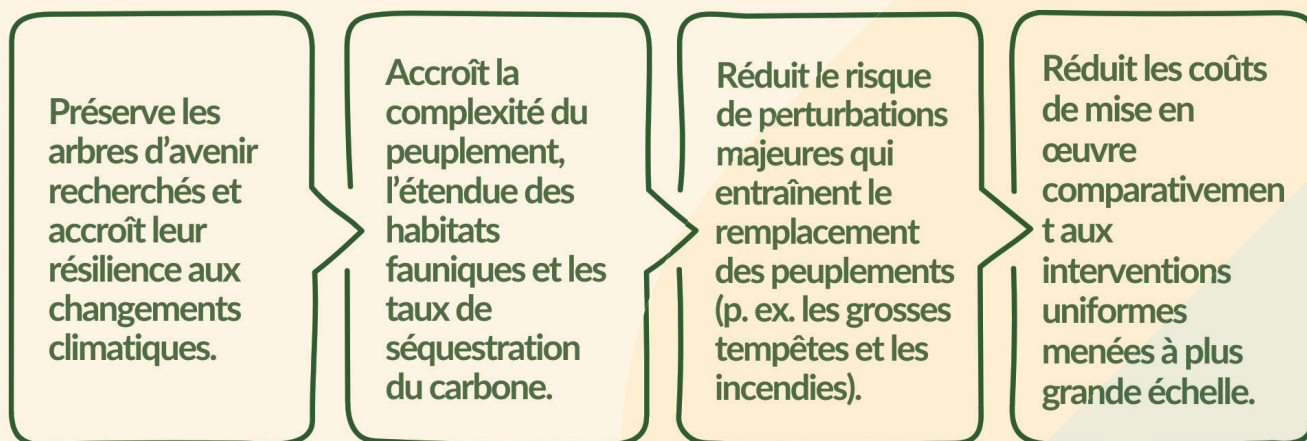 Préserve les
arbres d’avenir
recherchés et
accroît leur
résilience aux
changements
climatiques.
Accroît la
complexité du
peuplement,
l’étendue des
habitats
fauniques et les
taux de
séquestration
du carbone.
Réduit le risque
de perturbations
majeures qui
entraînent le
remplacement
des peuplements
(p. ex. les grosses
tempêtes et les
incendies).
Réduit les coûts
de mise en
œuvre
comparativemen
t aux
interventions
uniformes
menées à plus
grande échelle.